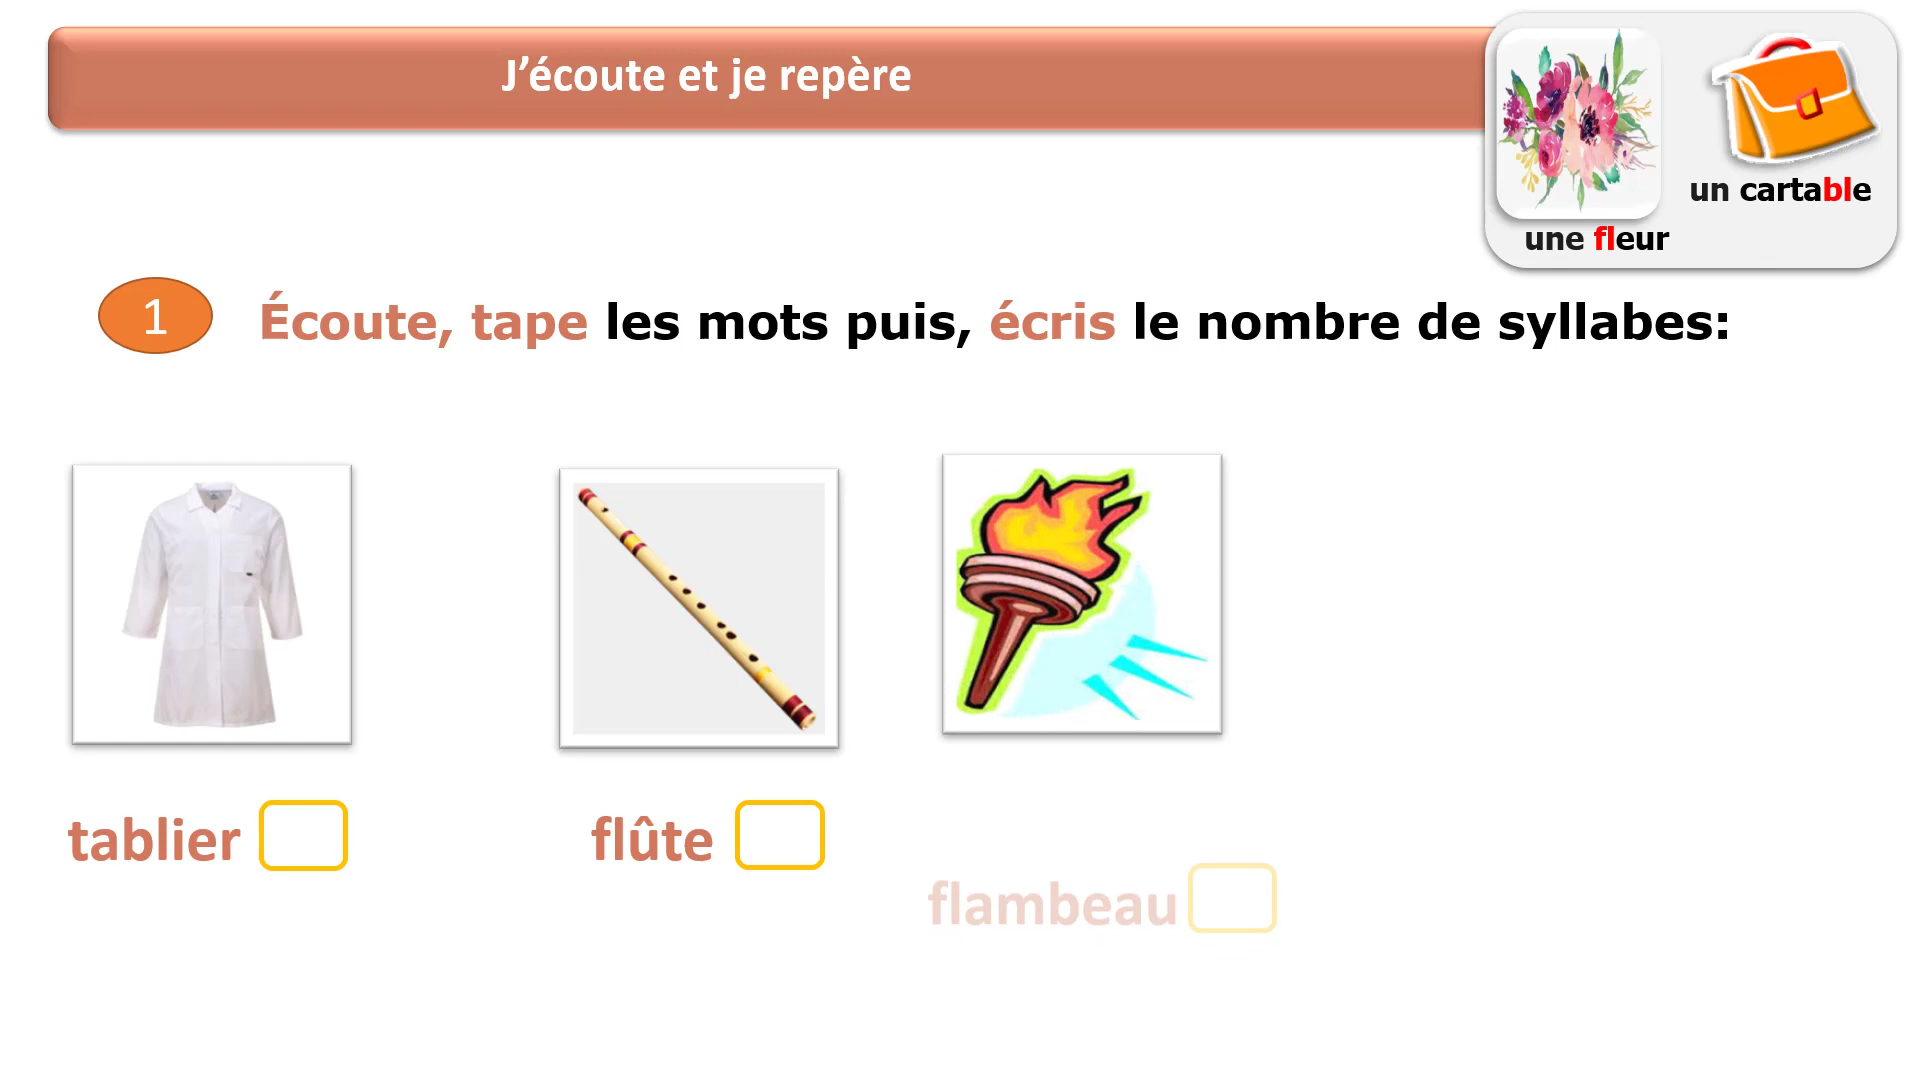 J’écoute et je repère
un cartable
une fleur
1
Écoute, tape les mots puis, écris le nombre de syllabes:
tablier
flûte
flambeau